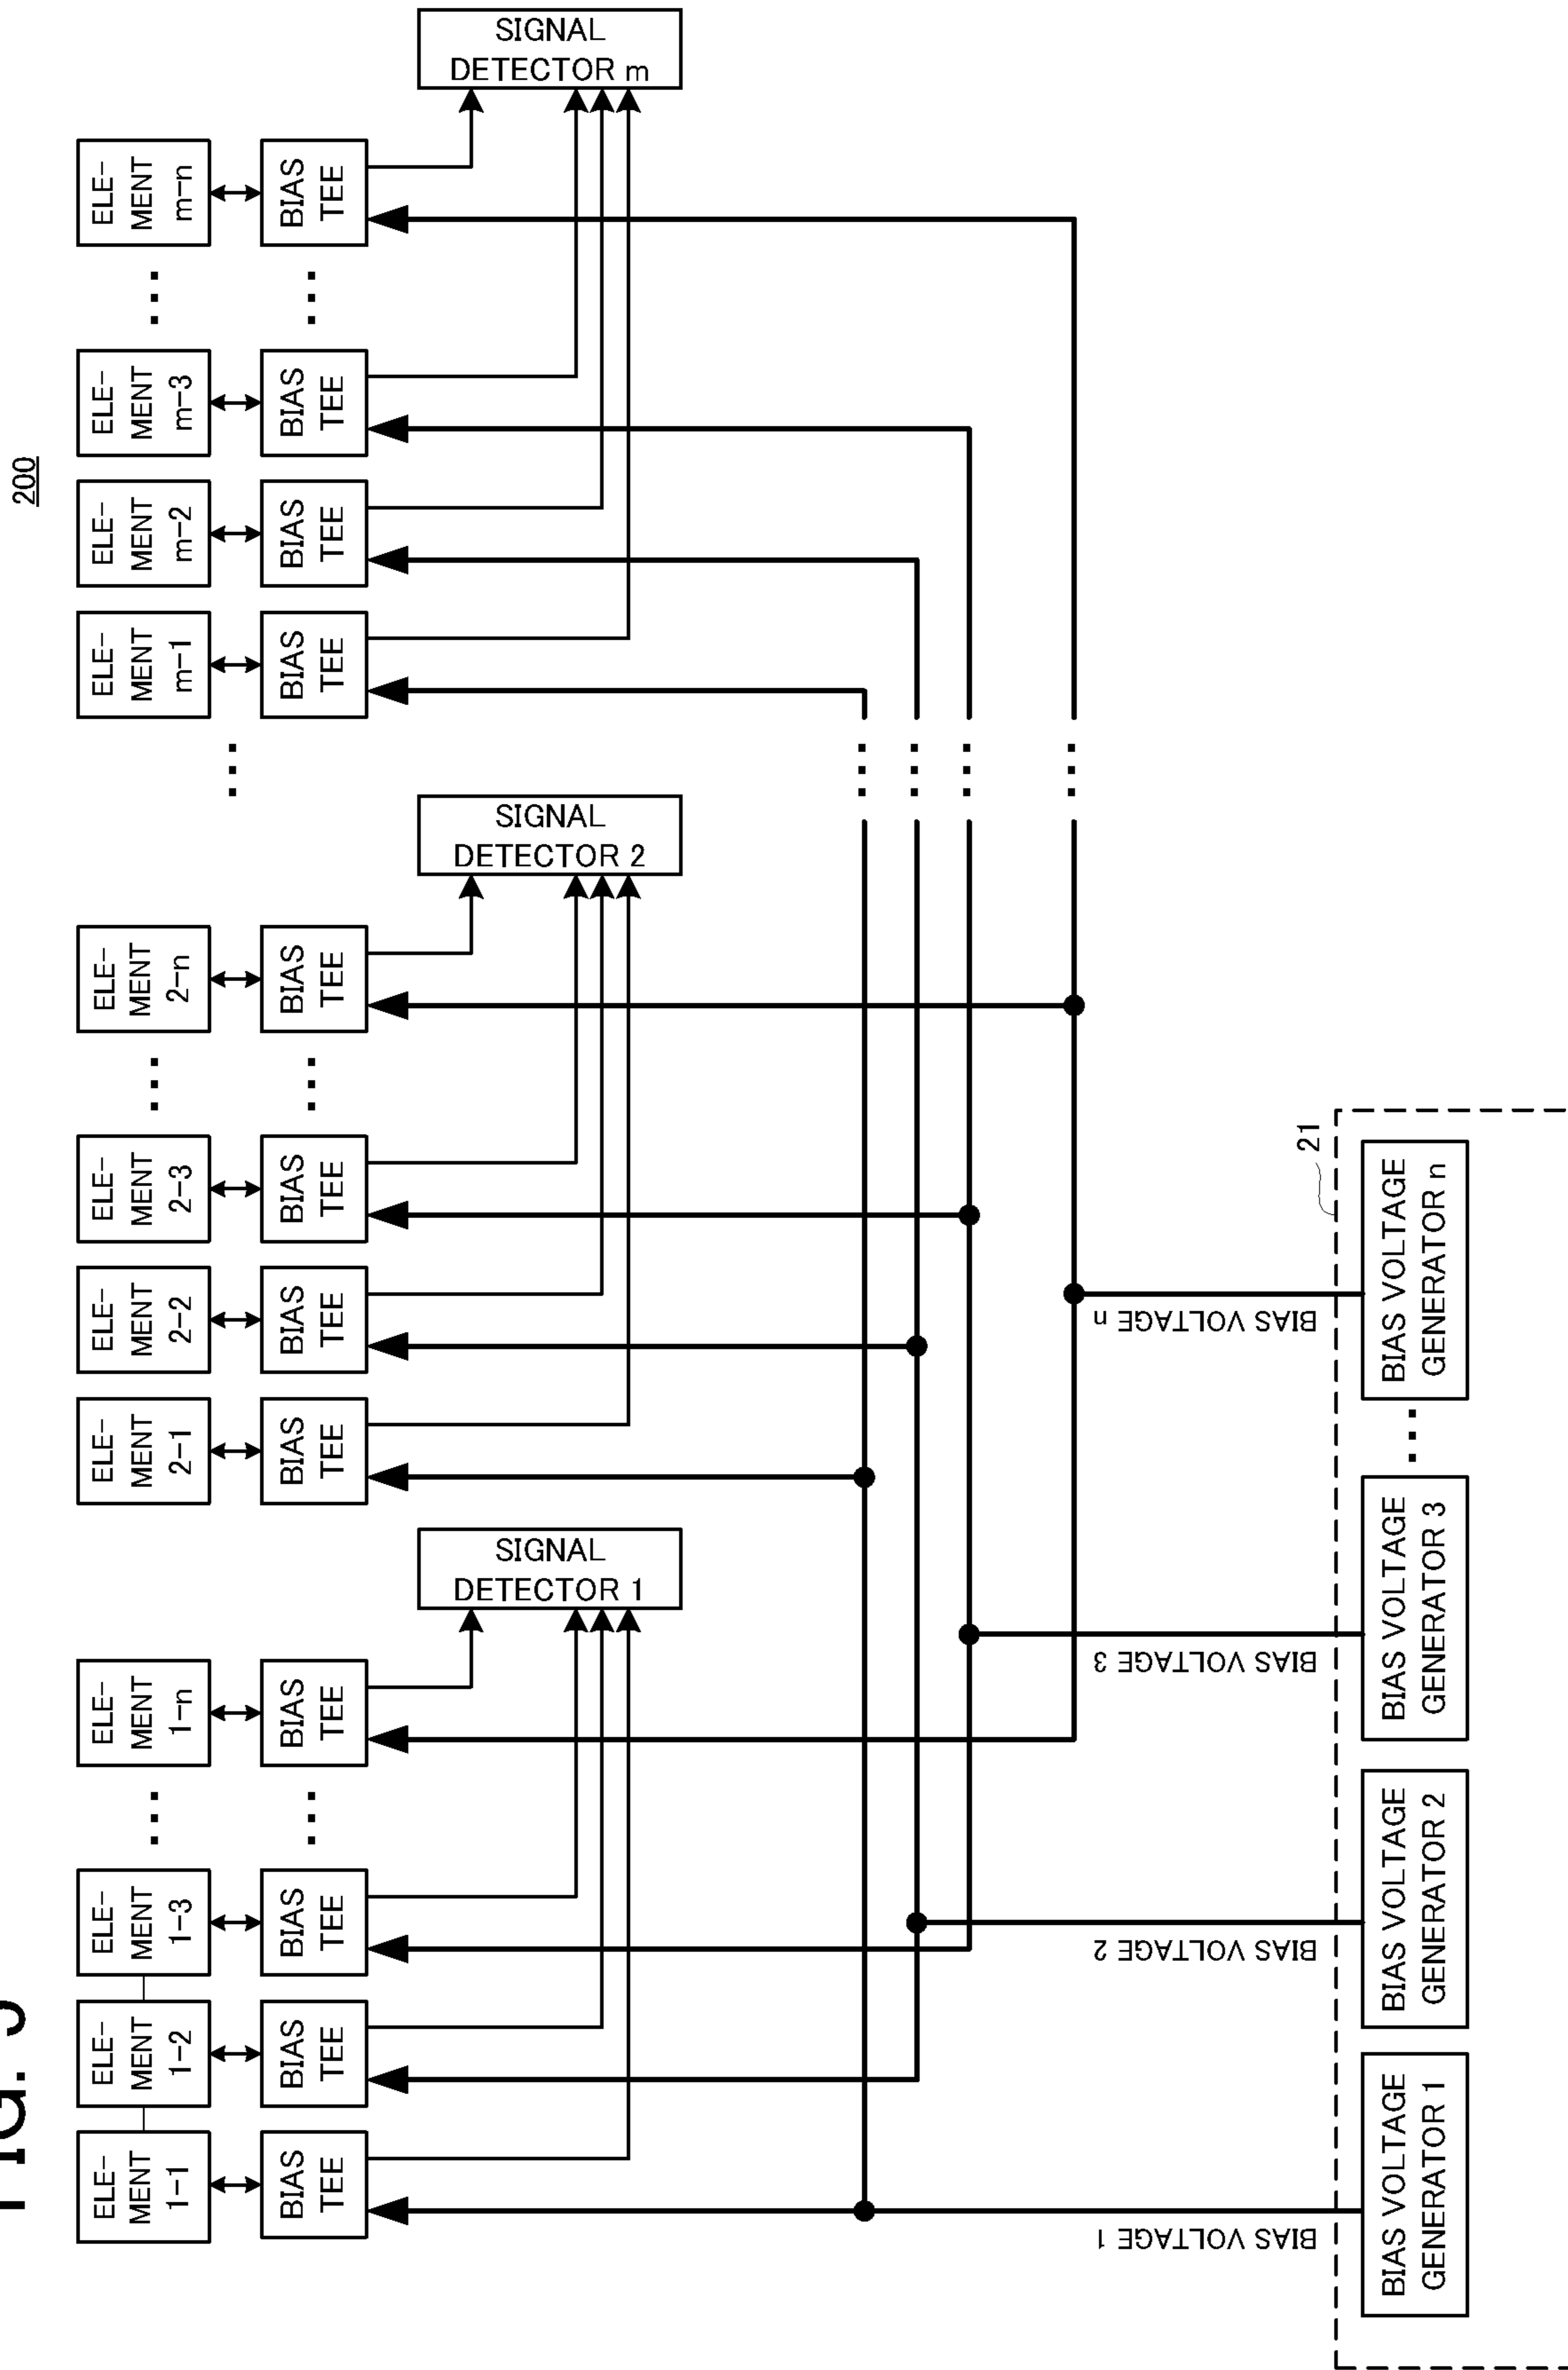 FIG.
200
ELE-
MENT
1-1
ELE-
MENT
1-2
ELE-
MENT
1-3
...
ELE-
MENT
1-n
ELE-
MENT
2-1
ELE-
MENT
2-2
ELE-
MENT
2-3
...
ELE-
MENT
2-n
...
ELE-
MENT
m-1
ELE-
MENT
m-2
ELE-
MENT
m-3
...
ELE-
MENT
m-n
BIAS
TEE
BIAS
TEE
BIAS
TEE
...
BIAS
TEE
BIAS
TEE
BIAS
TEE
BIAS
TEE
...
BIAS
TEE
BIAS
TEE
BIAS
TEE
BIAS
TEE
...
BIAS
TEE
SIGNAL
DETECTOR 1
SIGNAL
DETECTOR 2
SIGNAL
DETECTOR m
...
...
...
...
BIAS VOLTAGE 1
BIAS VOLTAGE 2
BIAS VOLTAGE 3
BIAS VOLTAGE n
21
BIAS VOLTAGE
GENERATOR 1
BIAS VOLTAGE
GENERATOR 2
BIAS VOLTAGE
GENERATOR 3
...
BIAS VOLTAGE
GENERATOR n